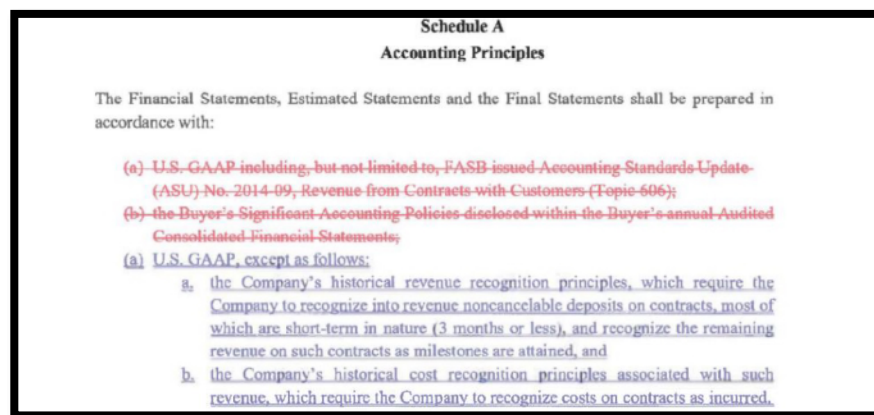 Schedule A
Accounting Principles
The Financial Statements, Estimated Statements and the Final Statements shall be prepared in
accordance with:
(a) U.S. GAAP including, but not limited to, FASB issued Accounting Standards Update
(ASU) No. 2014-09, Revenue from Contracts with Customers (Topic 606);
(b) the Buyer's Significant Accounting Policies disclosed within the Buyer's annual Audited
Consolidated Financial Statements;
(a) U.S. GAAP, except as follows:
a. the Company's historical revenue recognition principles, which require the
Company to recognize into revenue noncancelable deposits on contracts, most of
which are short-term in nature (3 months or less), and recognize the remaining
revenue on such contracts as milestones are attained, and
b. the Company's historical cost recognition principles associated with such
revenue, which require the Company to recognize costs on contracts as incurred.